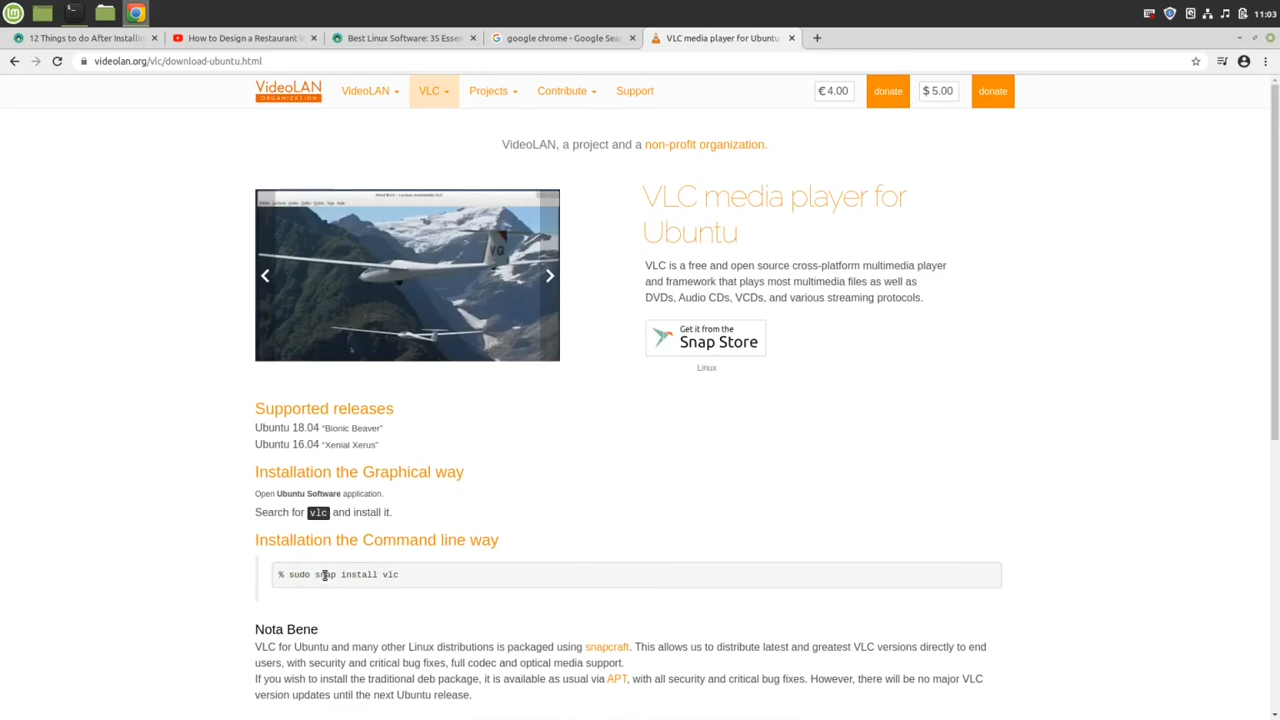 11:03
12 Things to do After Installin
How to Design a Restaurant W
Best Linux Software: 35 Essen
google chrome - Google Sea
VLC media player for Ubuntu
videolan.org/vlc/download-ubuntu.html
VideoLAN
ORGANIZATION
VideoLAN
VLC
Projects
Contribute
Support
€ 4.00
donate
$ 5.00
donate
VideoLAN, a project and a non-profit organization.
VLC media player for
Ubuntu
VLC is a free and open source cross-platform multimedia player
and framework that plays most multimedia files as well as
DVDs, Audio CDs, VCDs, and various streaming protocols.
VG
Get it from the
Snap Store
Linux
Supported releases
Ubuntu 18.04 “Bionic Beaver”
Ubuntu 16.04 “Xenial Xerus”
Installation the Graphical way
Open Ubuntu Software application.
Search for vlc and install it.
Installation the Command line way
% sudo snap install vlc
Nota Bene
VLC for Ubuntu and many other Linux distributions is packaged using snapcraft. This allows us to distribute latest and greatest VLC versions directly to end
users, with security and critical bug fixes, full codec and optical media support.
If you wish to install the traditional deb package, it is available as usual via APT, with all security and critical bug fixes. However, there will be no major VLC
version updates until the next Ubuntu release.